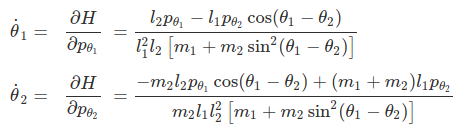 θ̇₁ = ∂H/∂p_θ₁ = (l₂p_θ₁ − l₁p_θ₂ cos(θ₁ − θ₂)) / (l₁²l₂ [m₁ + m₂ sin²(θ₁ − θ₂)])
θ̇₂ = ∂H/∂p_θ₂ = (−m₂l₂p_θ₁ cos(θ₁ − θ₂) + (m₁ + m₂)l₁p_θ₂) / (m₂l₁l₂² [m₁ + m₂ sin²(θ₁ − θ₂)])